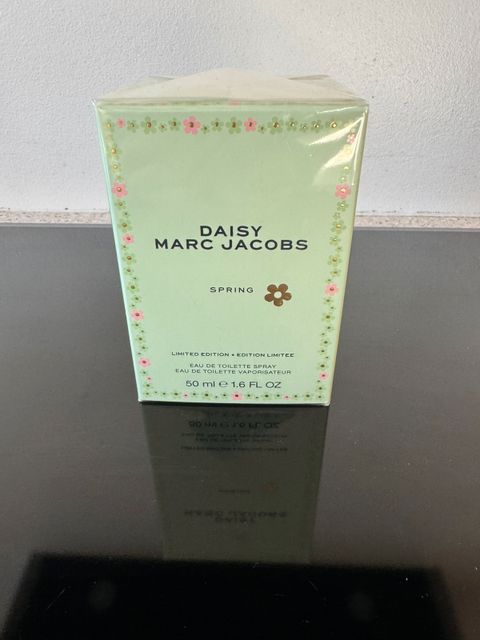 DAISY
MARC JACOBS
SPRING
LIMITED EDITION • EDITION LIMITEE
EAU DE TOILETTE SPRAY
EAU DE TOILETTE VAPORISATEUR
50 ml ℮ 1.6 FL OZ